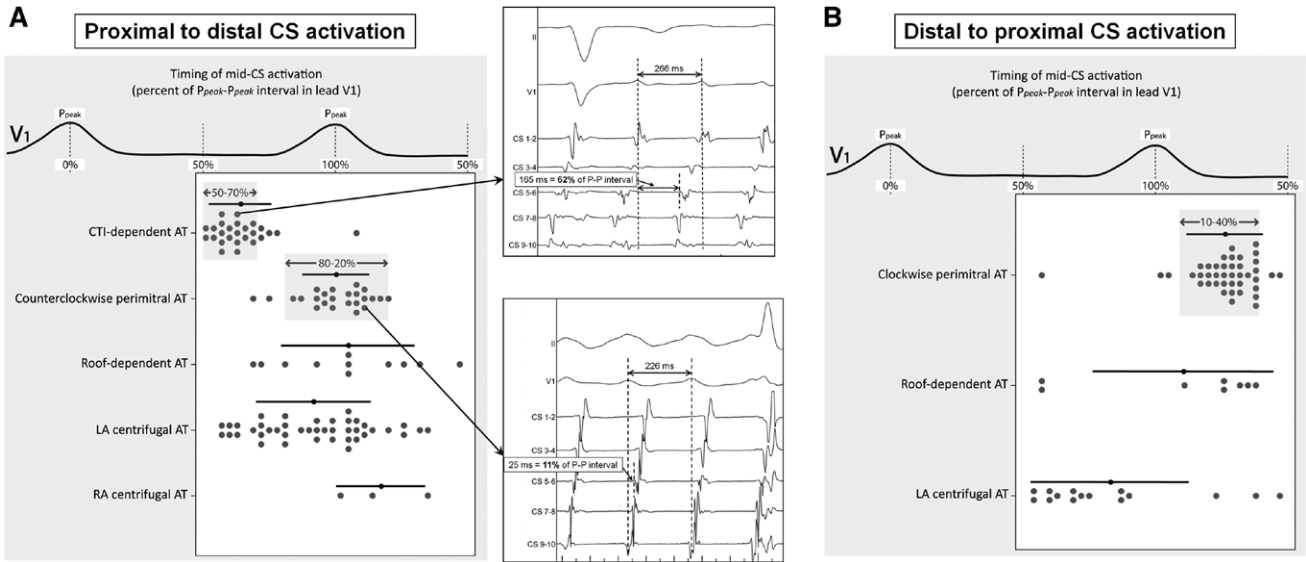 A
Proximal to distal CS activation
Timing of mid-CS activation
(percent of Ppeak-Ppeak interval in lead V1)
Ppeak
Ppeak
V1
0%
50%
100%
50%
50-70%
CTI-dependent AT
80-20%
Counterclockwise perimitral AT
Roof-dependent AT
LA centrifugal AT
RA centrifugal AT
II
266 ms
V1
CS 1-2
CS 3-4
165 ms = 62% of P-P interval
CS 5-6
CS 7-8
CS 9-10
II
226 ms
V1
CS 1-2
CS 3-4
25 ms = 11% of P-P interval
CS 5-6
CS 7-8
CS 9-10
B
Distal to proximal CS activation
Timing of mid-CS activation
(percent of Ppeak-Ppeak interval in lead V1)
Ppeak
Ppeak
V1
0%
50%
100%
50%
10-40%
Clockwise perimitral AT
Roof-dependent AT
LA centrifugal AT